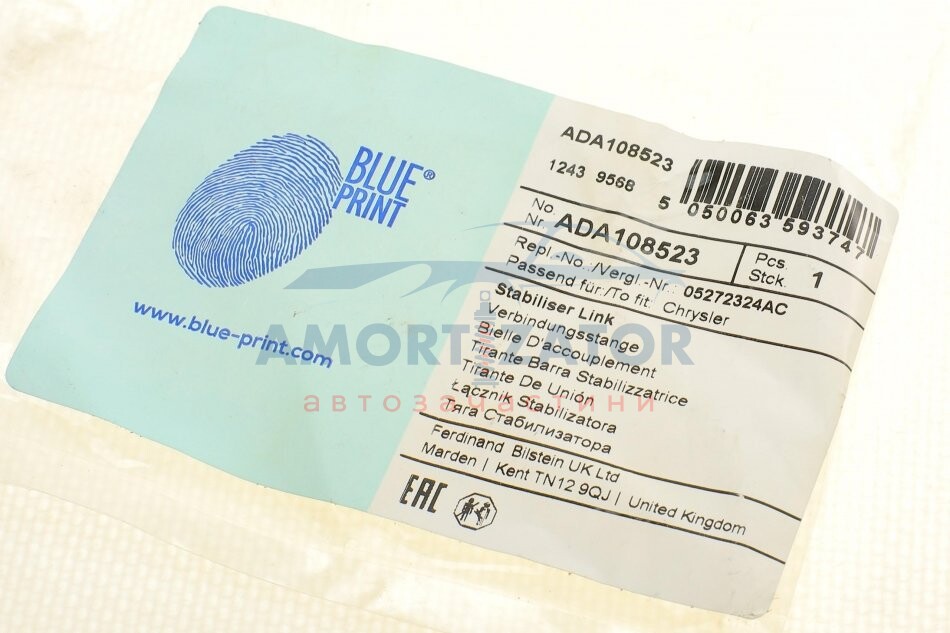 BLUE®
PRINT
www.blue-print.com
ADA108523
1243 9568
5 050063 593747
No.
Nr. ADA108523
Pcs.
Stck. 1
Repl.-No./Vergl.-Nr.: 05272324AC
Passend für:/To fit: Chrysler
Stabiliser Link
Verbindungsstange
Bielle D'accouplement
Tirante Barra Stabilizzatrice
Tirante De Unión
Łącznik Stabilizatora
Тяга Стабилизатора
Ferdinand Bilstein UK Ltd
Marden | Kent TN12 9QJ | United Kingdom
EAC
AMORTIZATOR
автозапчастини